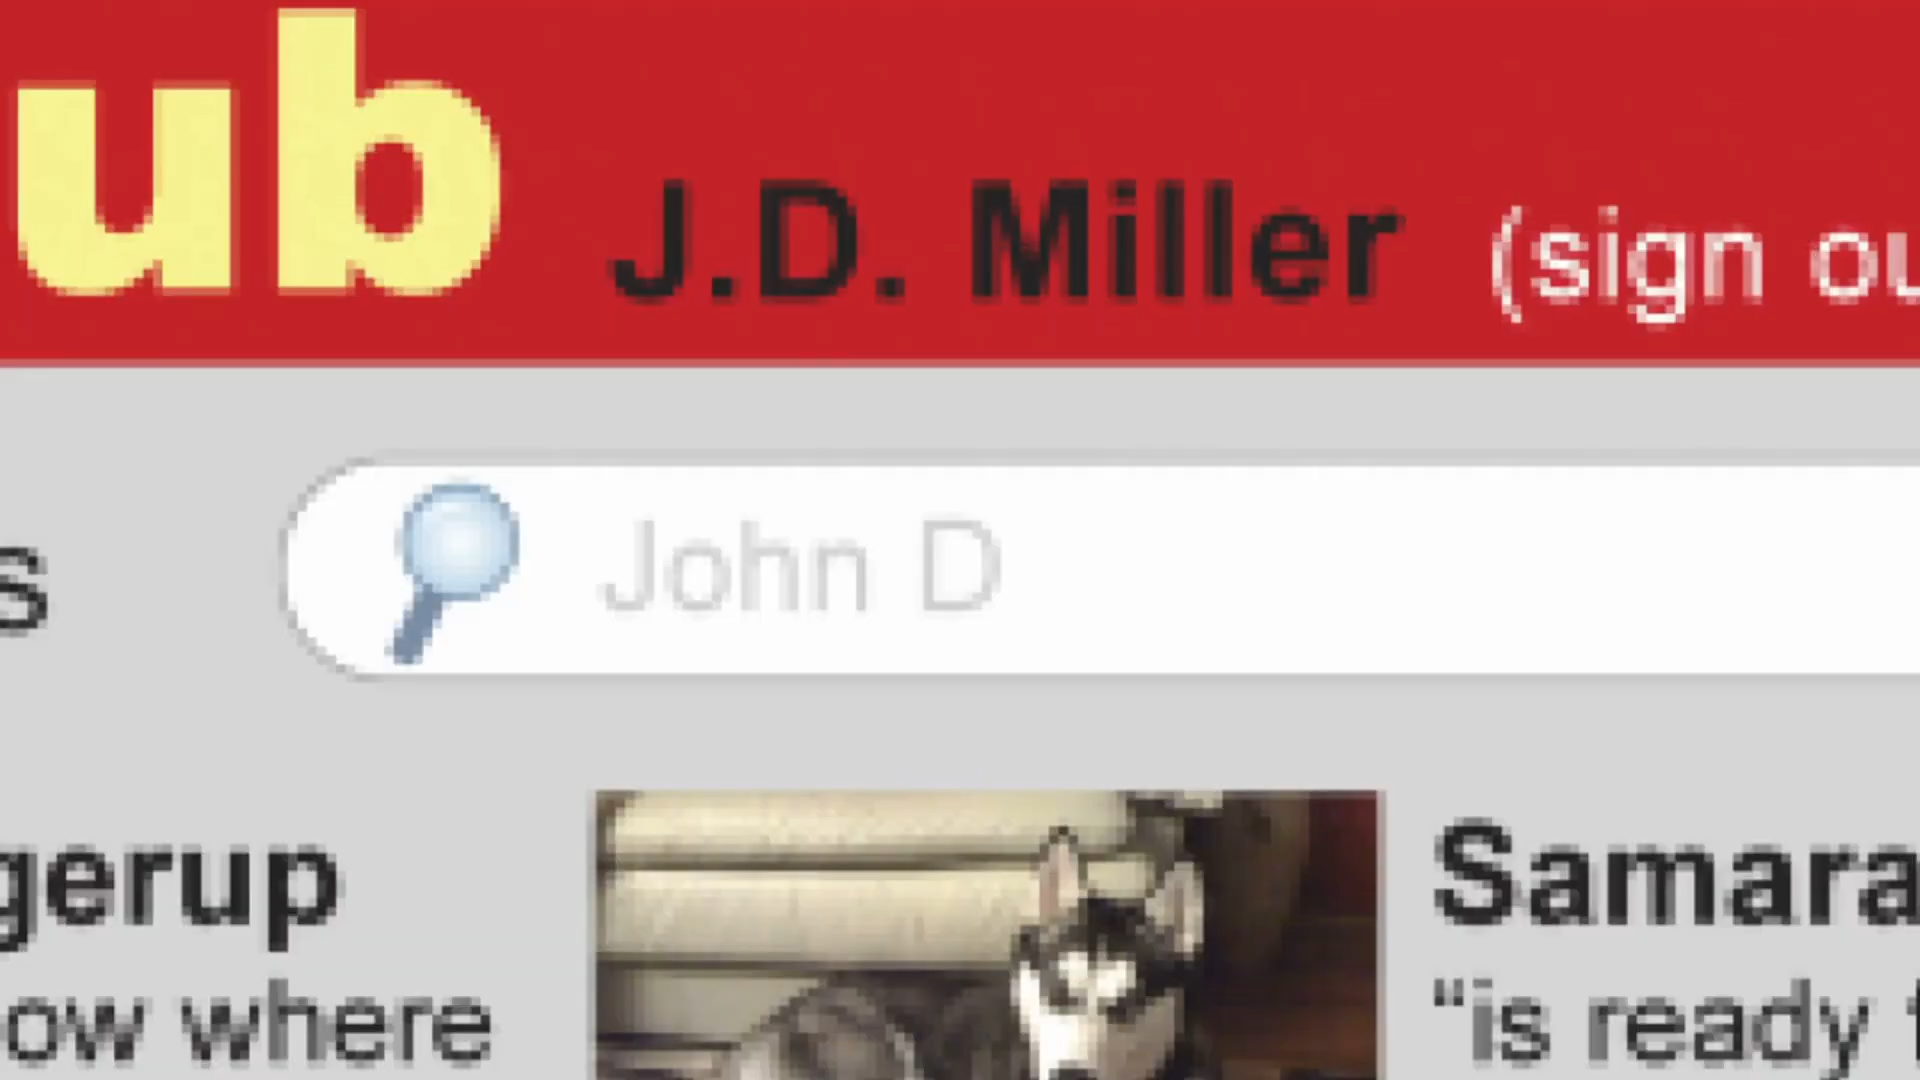 ub J.D. Miller (sign ou
s John D
gerup Samara
ow where “is ready